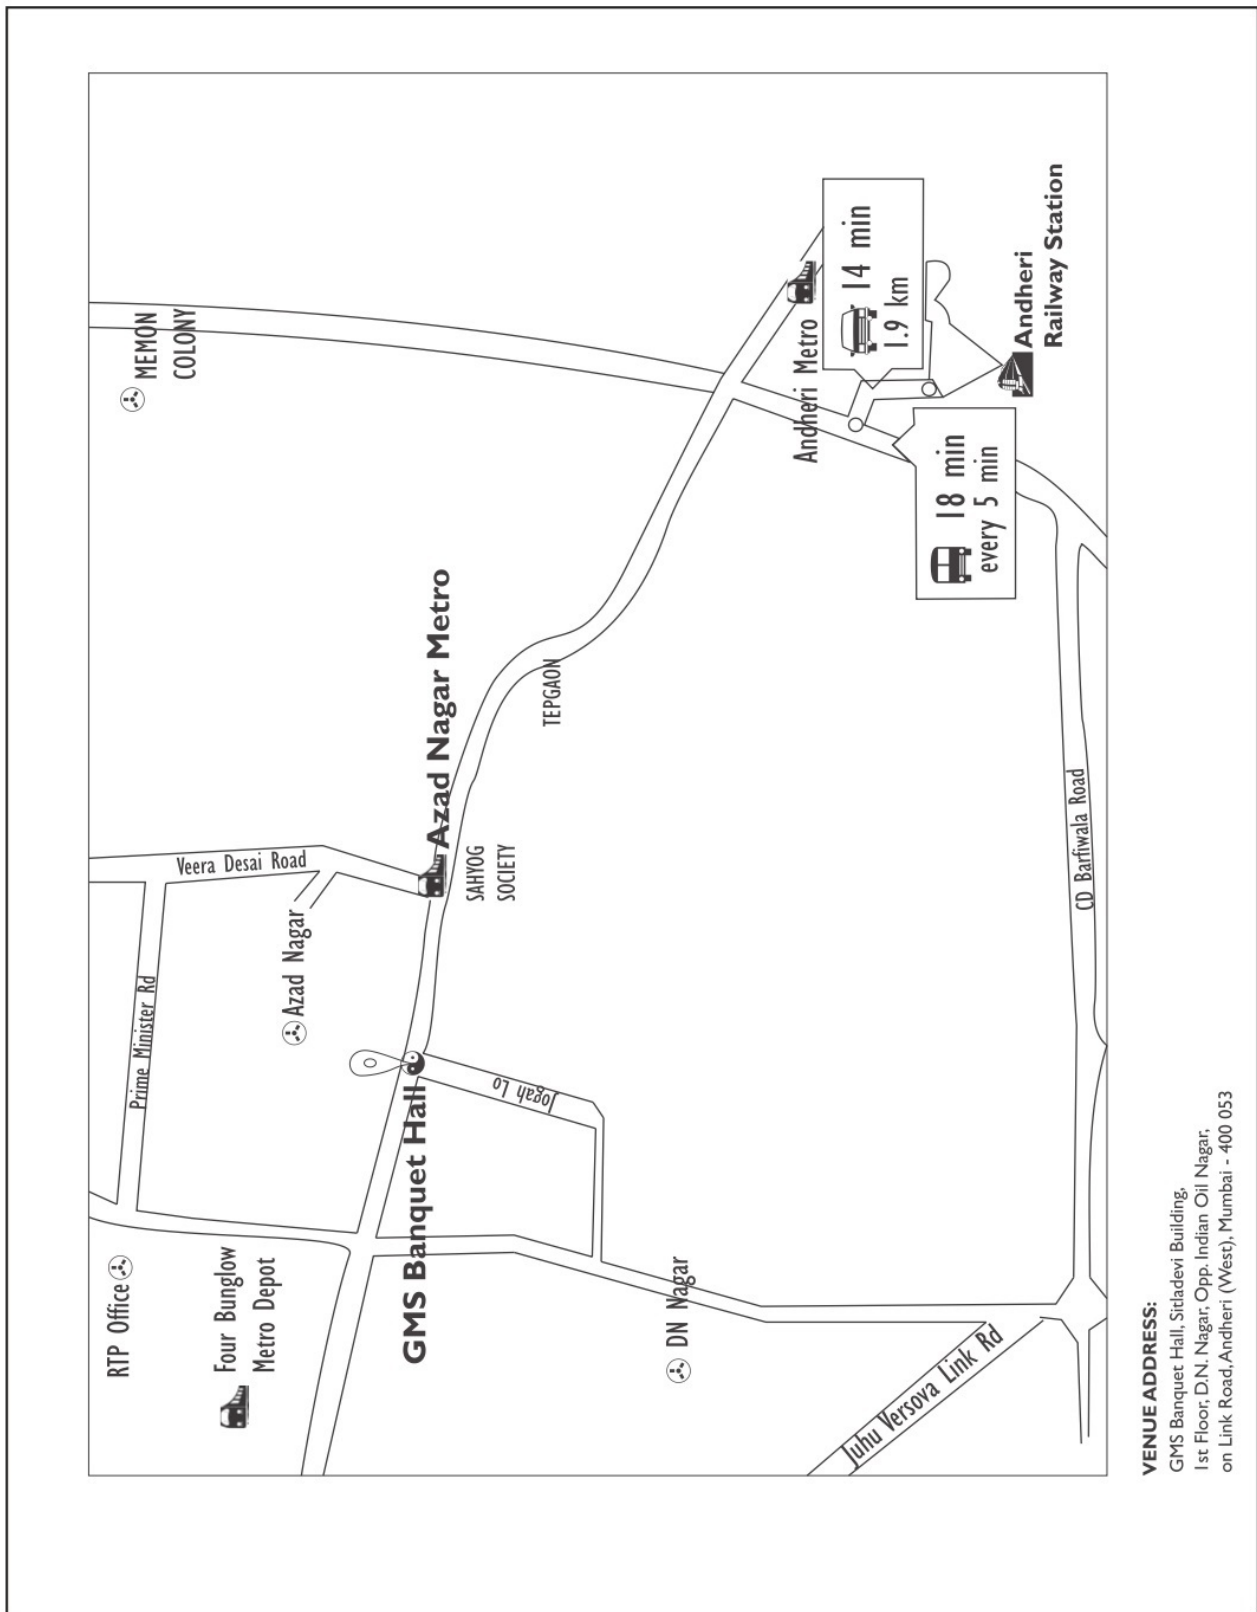 RTP Office
Four Bunglow
Metro Depot
Prime Minister Rd
Veera Desai Road
Azad Nagar
MEMON
COLONY
GMS Banquet Hall
Azad Nagar Metro
SAHYOG
SOCIETY
Jogah Lo
TEPGAON
DN Nagar
Andheri Metro
14 min
1.9 km
18 min
every 5 min
Andheri
Railway Station
Juhu Versova Link Rd
CD Barfiwala Road
VENUE ADDRESS:
GMS Banquet Hall, Sitladevi Building,
1st Floor, D.N. Nagar, Opp. Indian Oil Nagar,
on Link Road, Andheri (West), Mumbai - 400 053